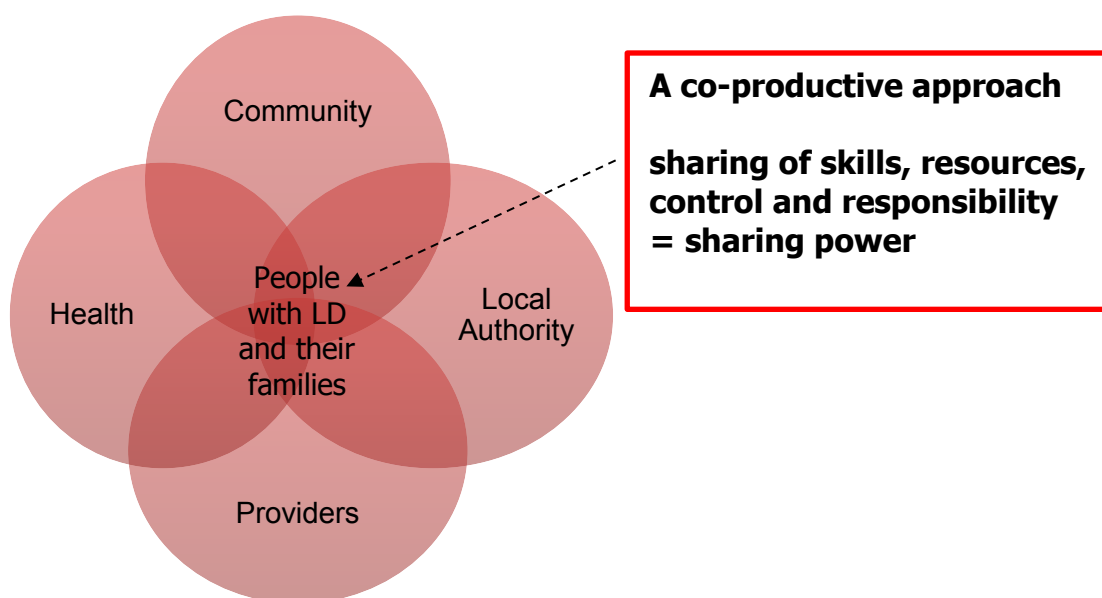 Community
Health
People
with LD
and their
families
Local
Authority
Providers
A co-productive approach
sharing of skills, resources,
control and responsibility
= sharing power